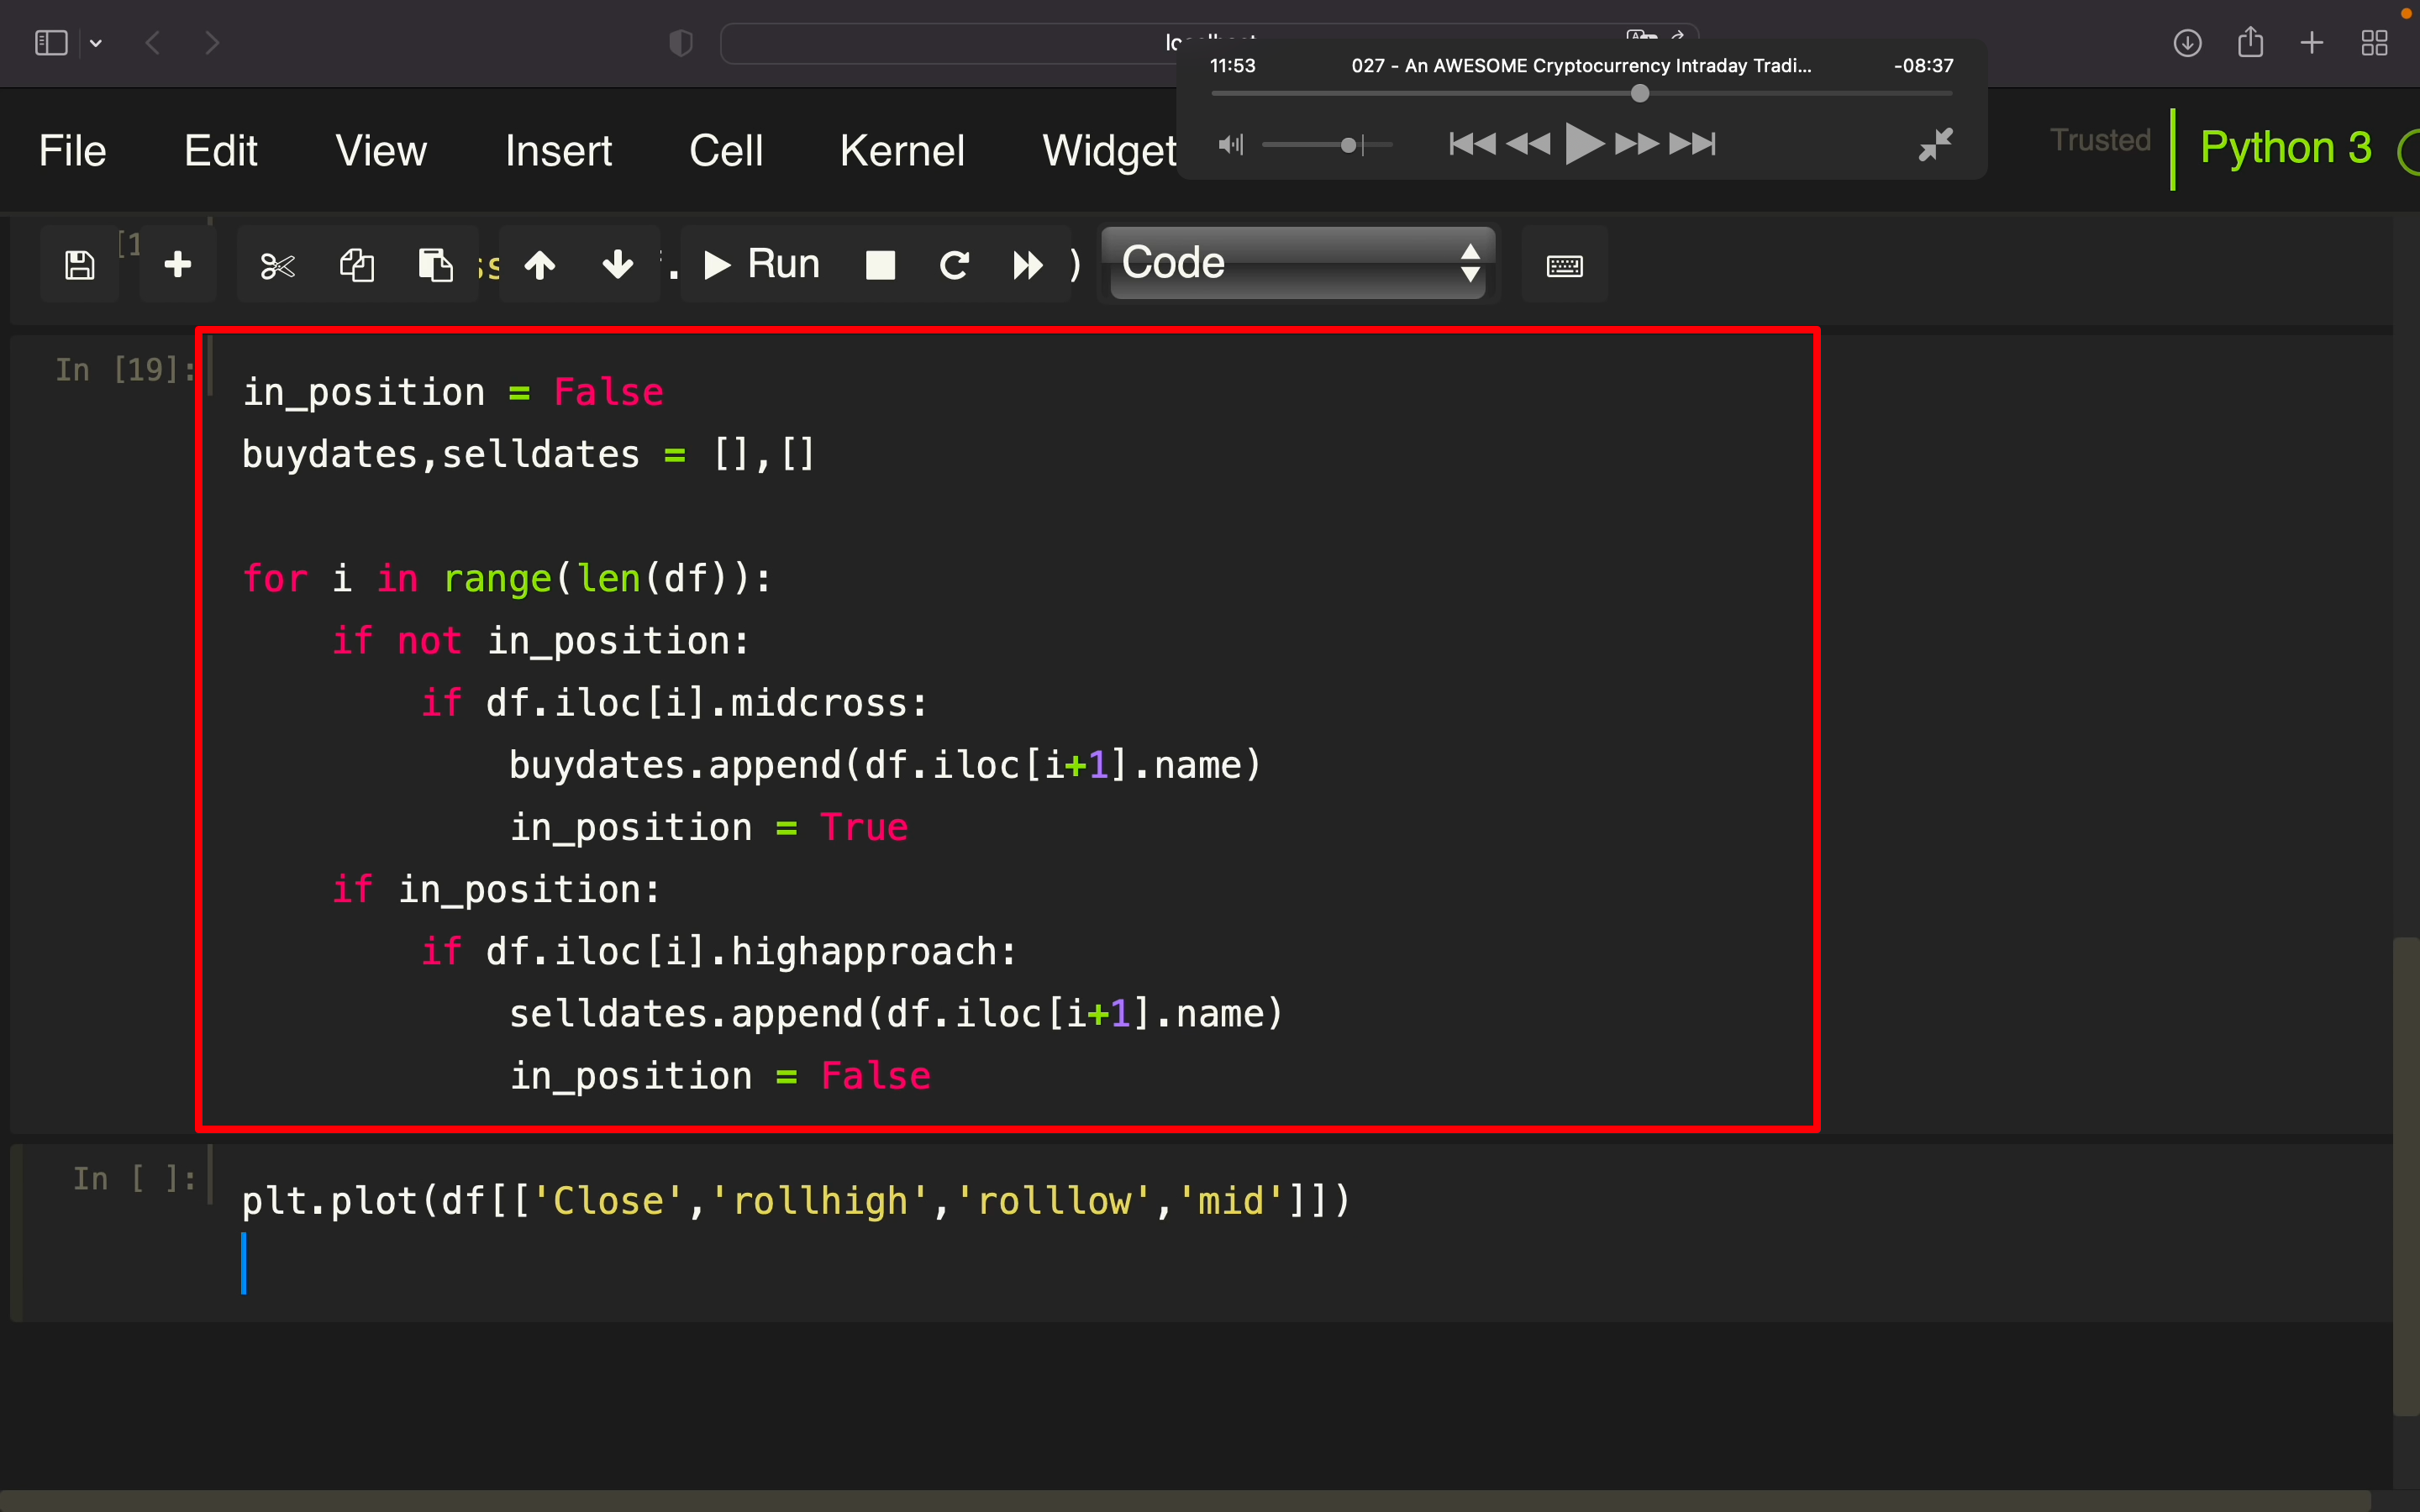 11:53 027 - An AWESOME Cryptocurrency Intraday Tradi... -08:37
File Edit View Insert Cell Kernel Widget Trusted Python 3
Run Code
In [19]:
in_position = False
buydates,selldates = [],[]
for i in range(len(df)):
if not in_position:
if df.iloc[i].midcross:
buydates.append(df.iloc[i+1].name)
in_position = True
if in_position:
if df.iloc[i].highapproach:
selldates.append(df.iloc[i+1].name)
in_position = False
In [ ]:
plt.plot(df[['Close','rollhigh','rolllow','mid']])